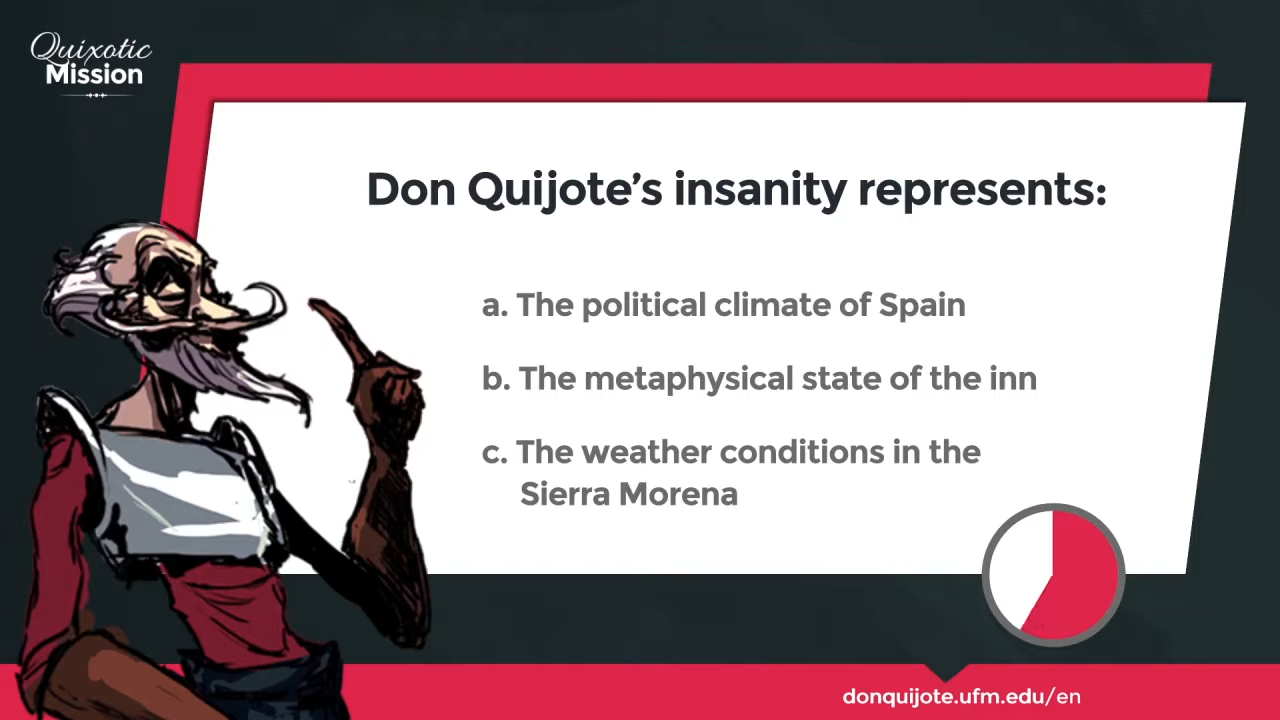 Quixotic
Mission
Don Quijote’s insanity represents:
a. The political climate of Spain
b. The metaphysical state of the inn
c. The weather conditions in the
Sierra Morena
donquijote.ufm.edu/en